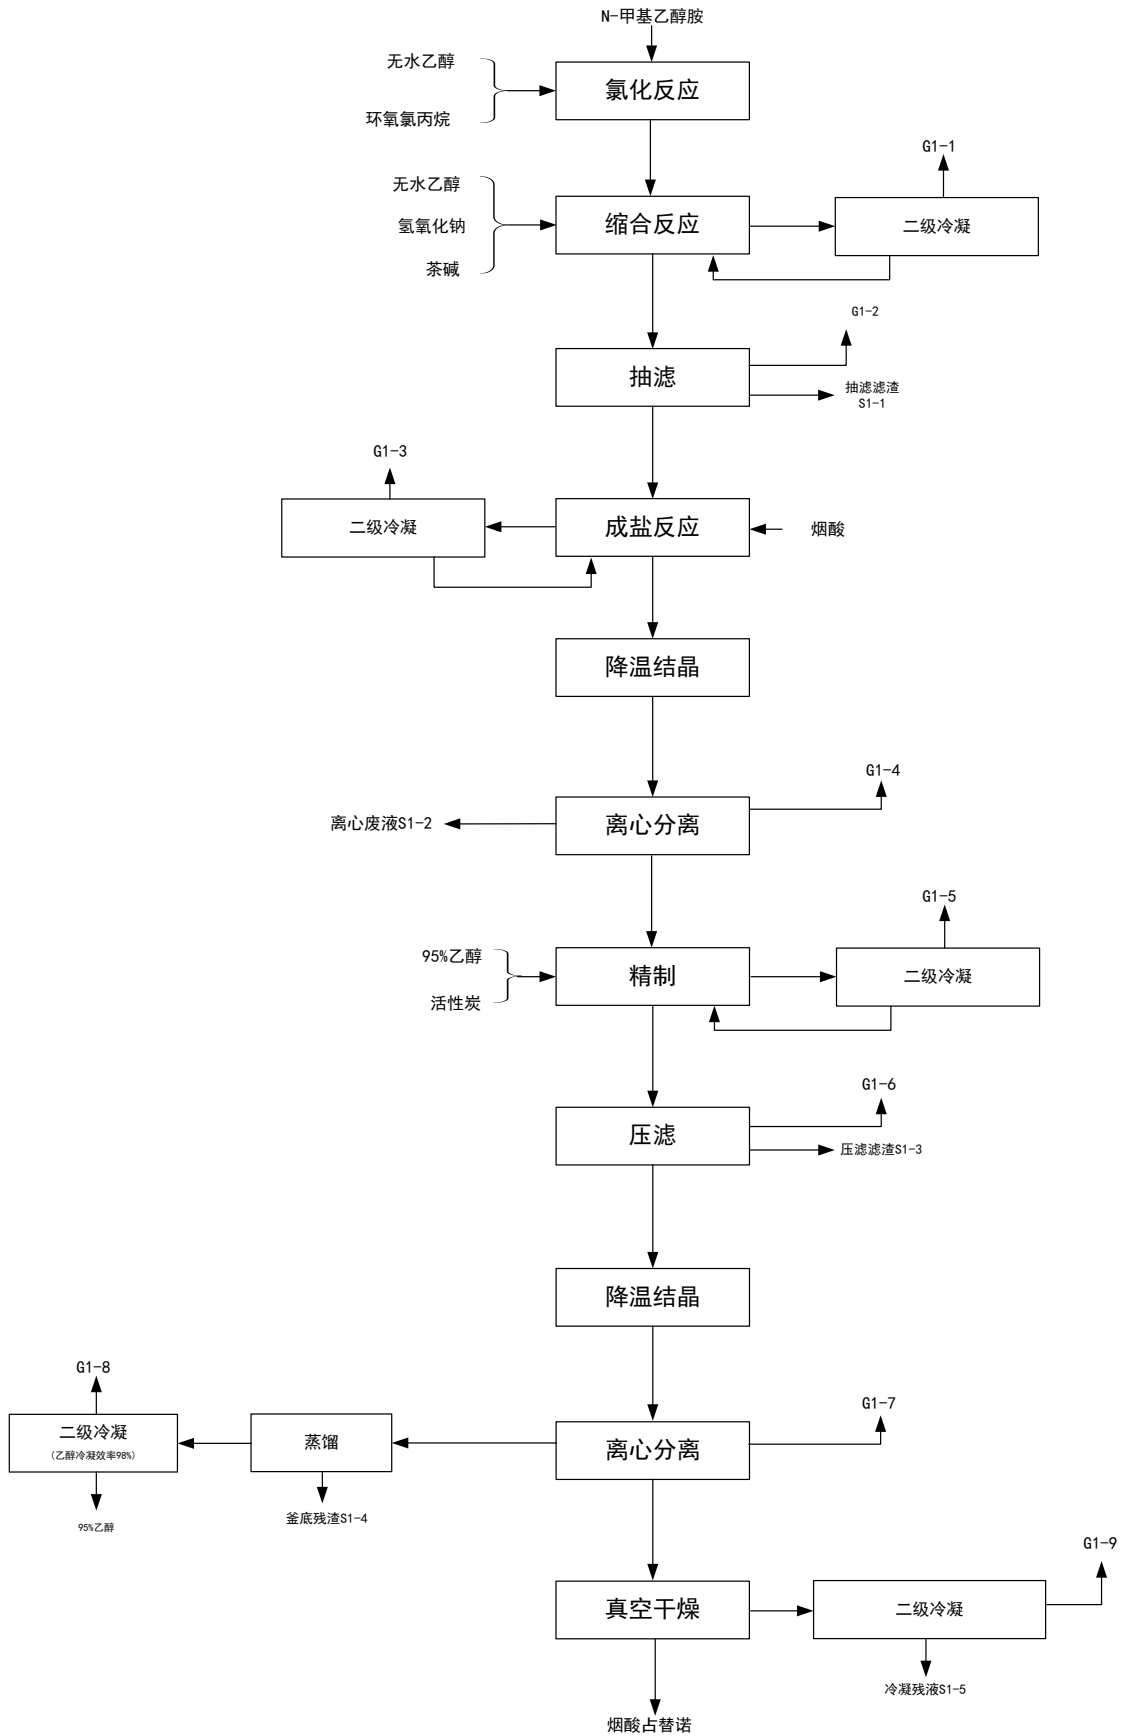 N-甲基乙醇胺
无水乙醇
环氧氯丙烷
氯化反应
G1-1
无水乙醇
氢氧化钠
茶碱
缩合反应
二级冷凝
G1-2
抽滤
抽滤滤渣
S1-1
G1-3
二级冷凝
成盐反应
烟酸
降温结晶
G1-4
离心废液S1-2
离心分离
G1-5
95%乙醇
活性炭
精制
二级冷凝
G1-6
压滤
压滤滤渣S1-3
降温结晶
G1-8
G1-7
二级冷凝
(乙醇冷凝效率98%)
蒸馏
离心分离
95%乙醇
釜底残渣S1-4
G1-9
真空干燥
二级冷凝
冷凝残液S1-5
烟酸占替诺